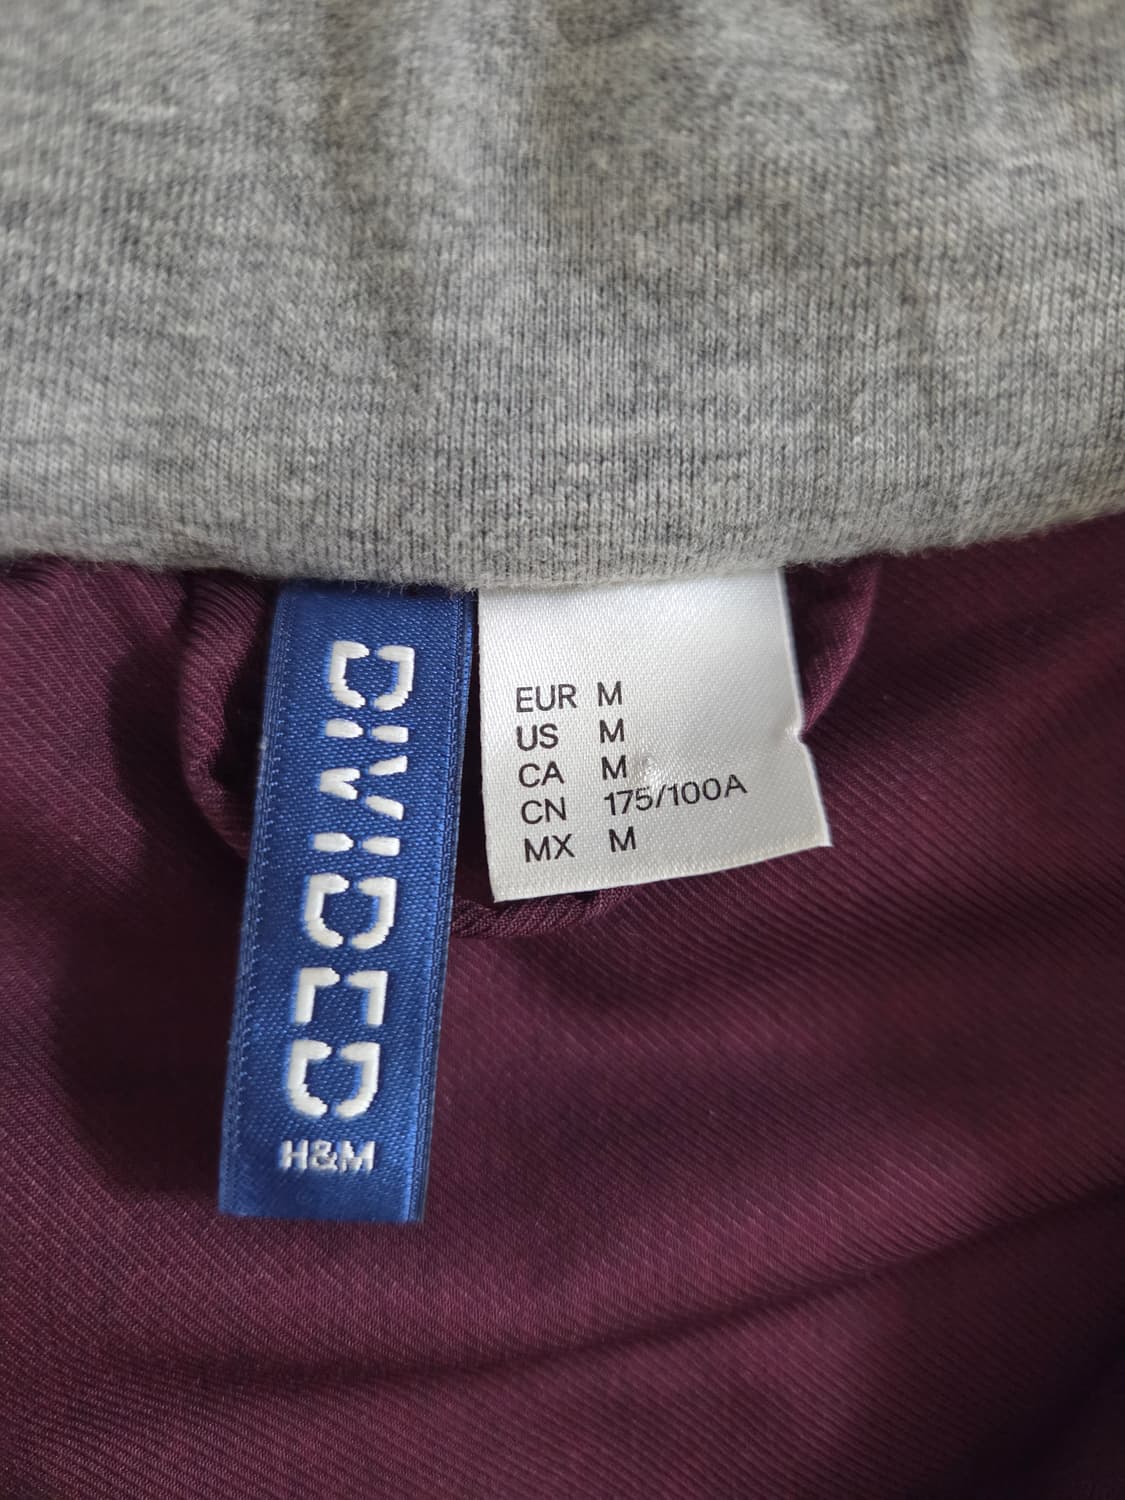 DIVIDED
H&M
EUR M
US M
CA M
CN 175/100A
MX M